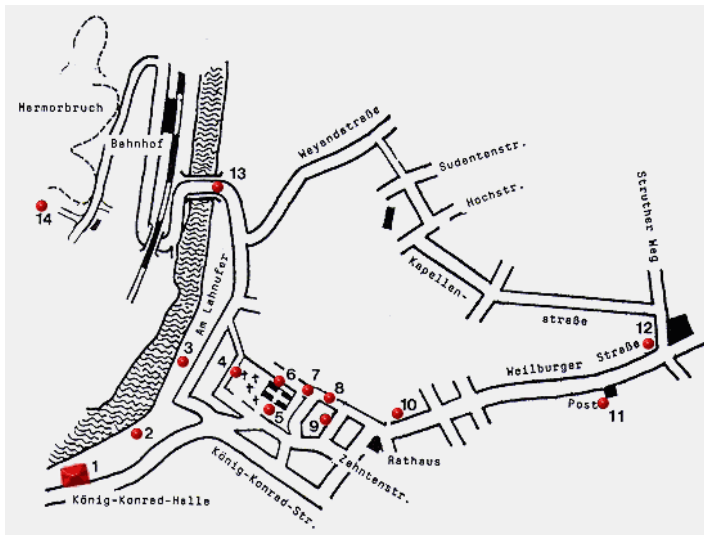 Marmorbruch
Bahnhof
Weyandstraße
Sudentenstr.
Hochstr.
Struther Weg
13
14
Am Lahnufer
Kapellen-
straße
3
4
6
7
8
5
9
12
Weilburger Straße
10
Post
11
2
Rathaus
Zehntenstr.
1
König-Konrad-Str.
König-Konrad-Halle